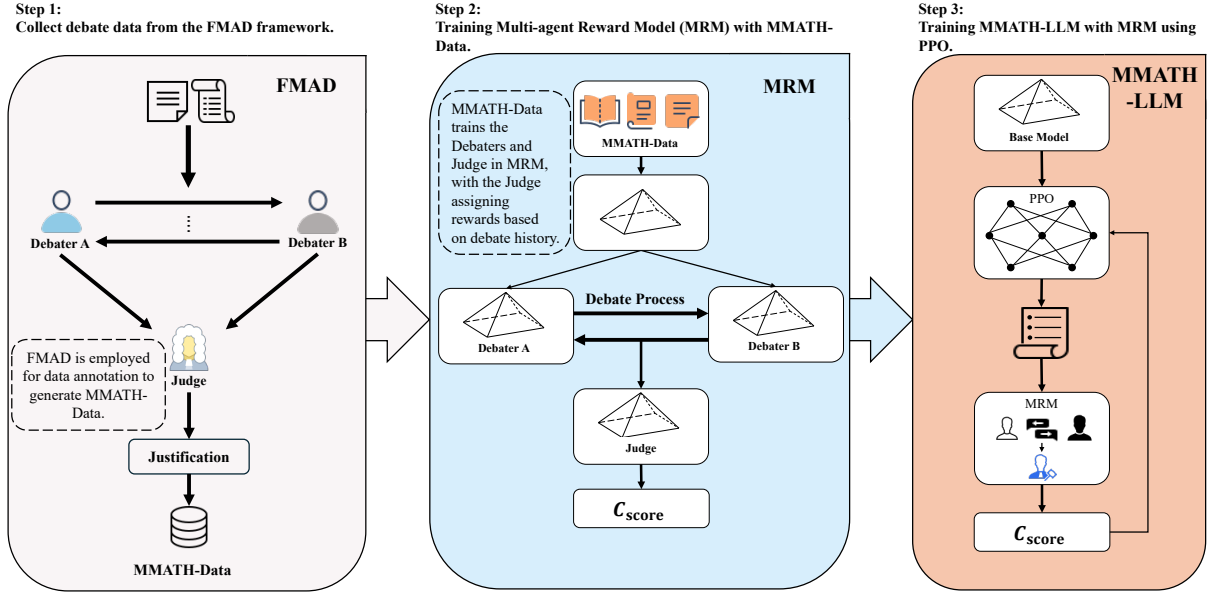 Step 1:
Collect debate data from the FMAD framework.
FMAD
Debater A
Debater B
Judge
FMAD is employed
for data annotation to
generate MMATH-
Data.
Justification
MMATH-Data
Step 2:
Training Multi-agent Reward Model (MRM) with MMATH-
Data.
MRM
MMATH-Data
trains the
Debaters and
Judge in MRM,
with the Judge
assigning
rewards based
on debate history.
MMATH-Data
Debate Process
Debater A
Debater B
Judge
C_score
Step 3:
Training MMATH-LLM with MRM using
PPO.
MMATH
-LLM
Base Model
PPO
MRM
C_score